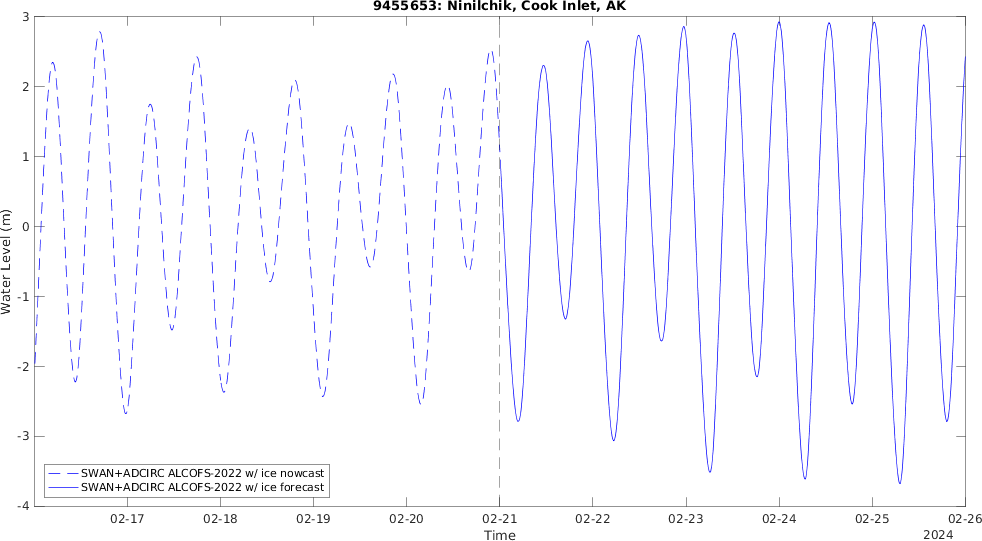 9455653: Ninilchik, Cook Inlet, AK
3
2
1
0
-1
-2
-3
-4
Water Level (m)
SWAN+ADCIRC ALCOFS-2022 w/ ice nowcast
SWAN+ADCIRC ALCOFS-2022 w/ ice forecast
02-17 02-18 02-19 02-20 02-21 02-22 02-23 02-24 02-25 02-26
Time
2024